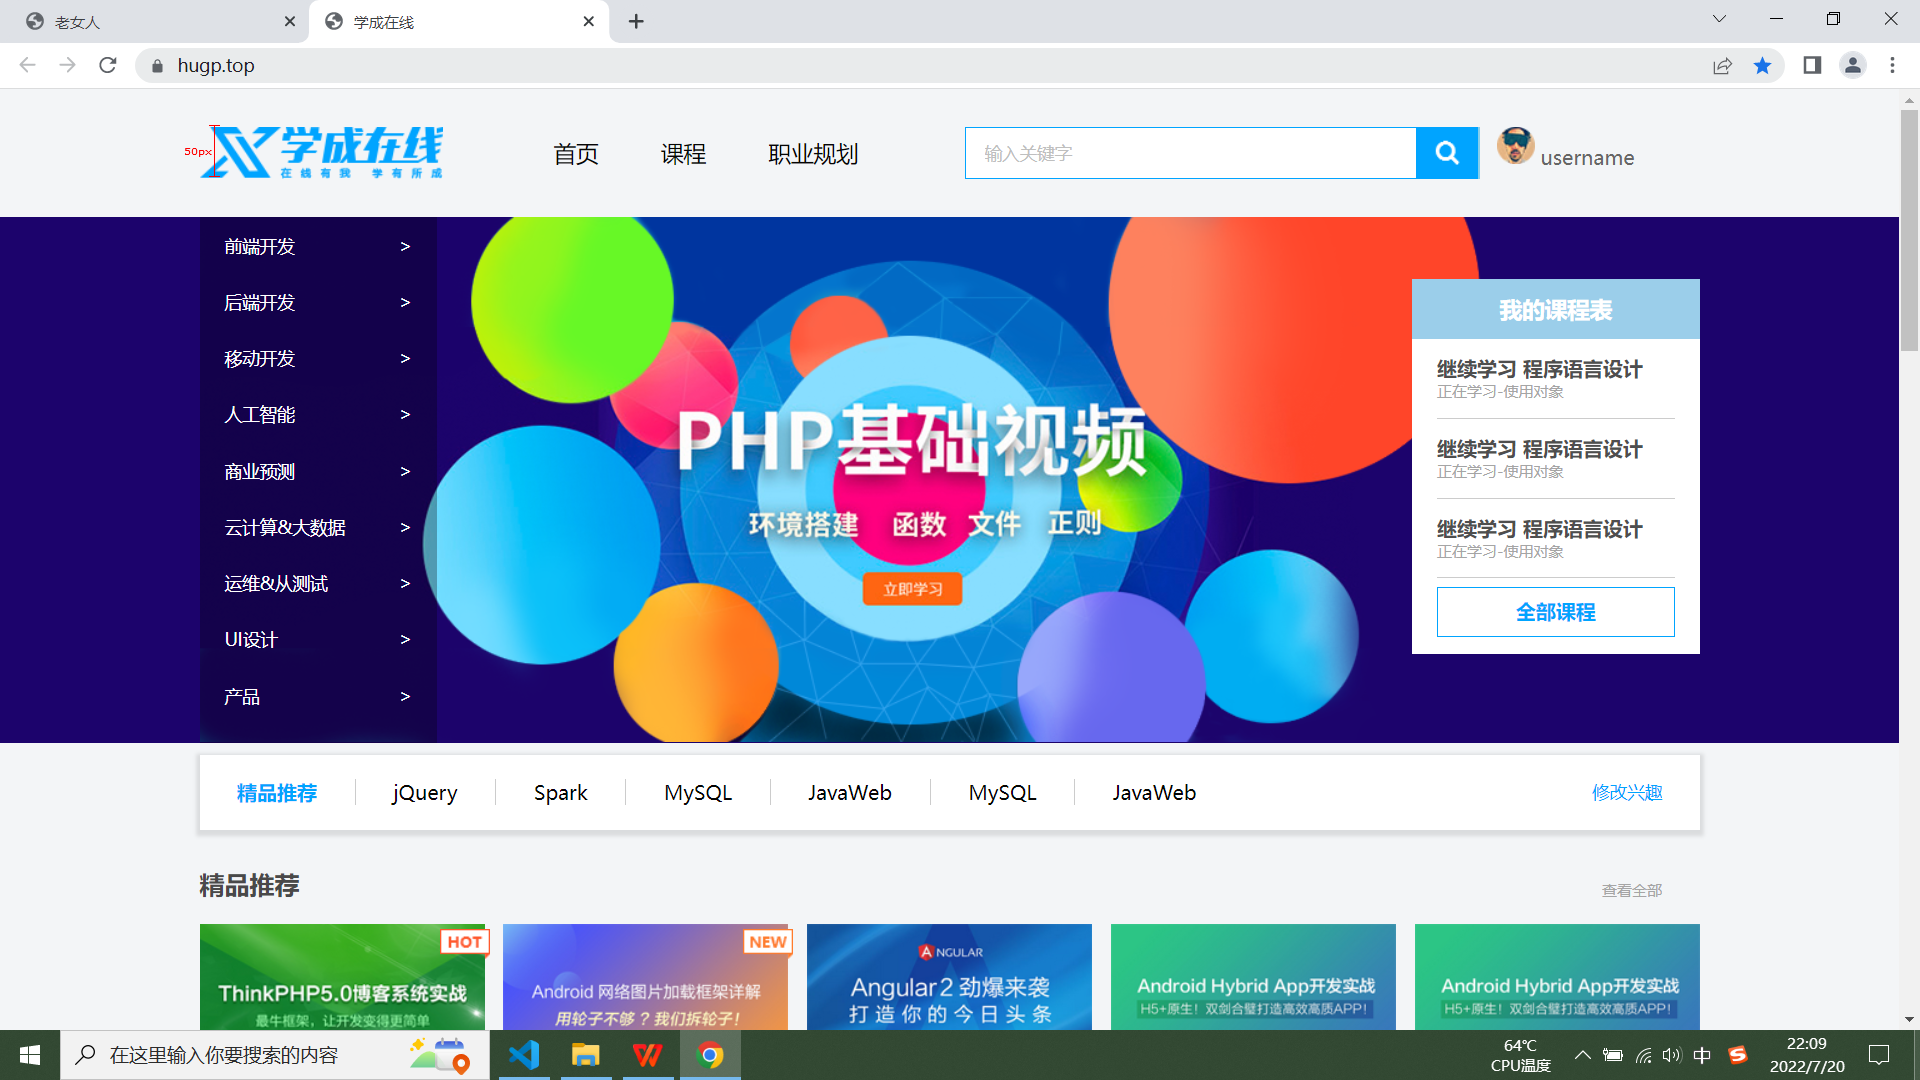 老女人
学成在线
hugp.top
50px
学成在线
在线有我 学有所成
首页 课程 职业规划
输入关键字
username
前端开发 >
后端开发 >
移动开发 >
人工智能 >
商业预测 >
云计算&大数据 >
运维&从测试 >
UI设计 >
产品 >
PHP基础视频
环境搭建 函数 文件 正则
立即学习
我的课程表
继续学习 程序语言设计
正在学习-使用对象
继续学习 程序语言设计
正在学习-使用对象
继续学习 程序语言设计
正在学习-使用对象
全部课程
精品推荐 jQuery Spark MySQL JavaWeb MySQL JavaWeb 修改兴趣
精品推荐 查看全部
HOT
ThinkPHP5.0博客系统实战
最牛框架，让开发变得更简单
NEW
Android 网络图片加载框架详解
用轮子不够？我们拆轮子！
ANGULAR
Angular2 劲爆来袭
打造你的今日头条
Android Hybrid App开发实战
H5+原生！双剑合璧打造高效高质APP！
Android Hybrid App开发实战
H5+原生！双剑合璧打造高效高质APP！
在这里输入你要搜索的内容
64℃
CPU温度
中
22:09
2022/7/20